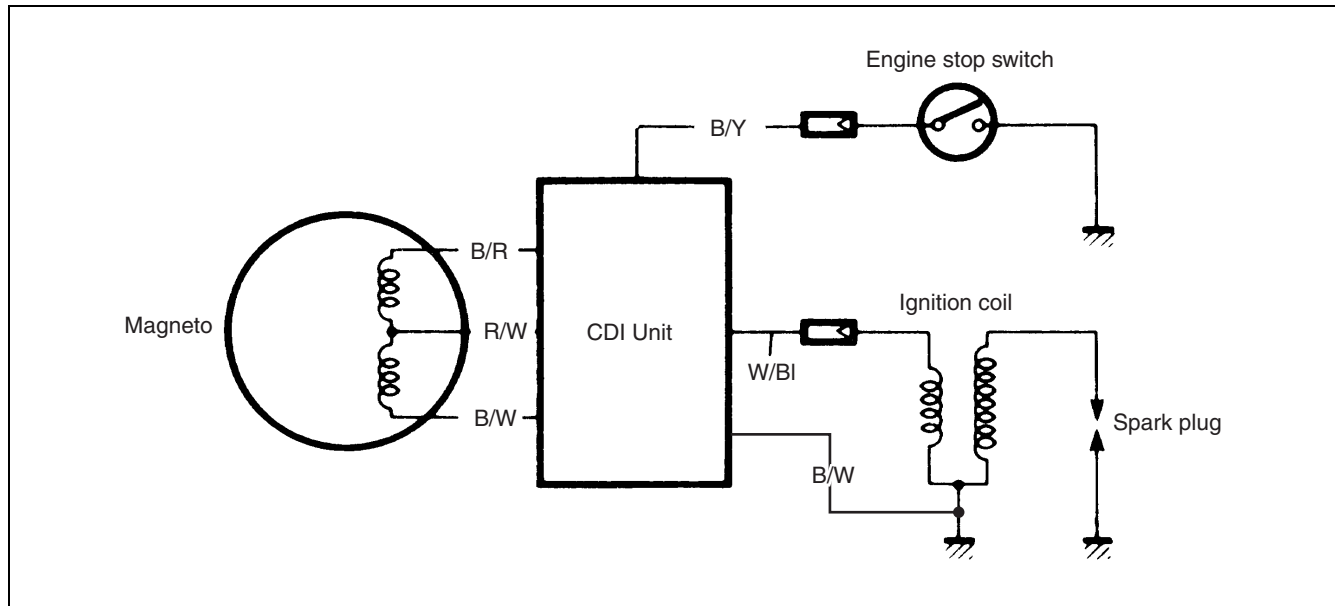 Engine stop switch
B/Y
B/R
Magneto
R/W
CDI Unit
Ignition coil
W/Bl
B/W
Spark plug
B/W